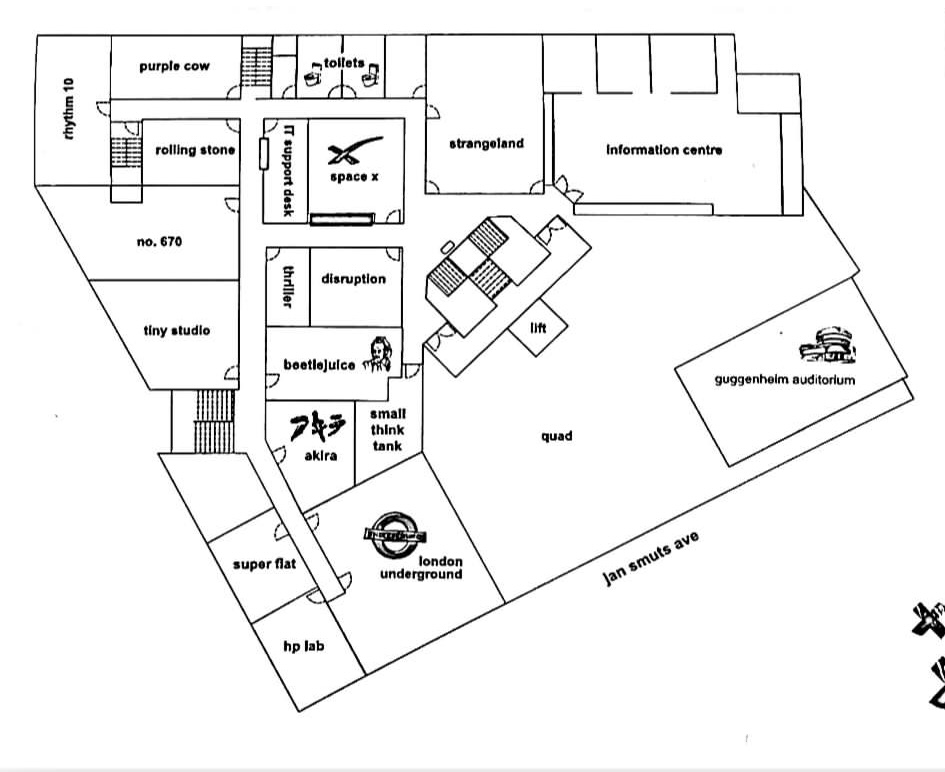 purple cow
toilets
rhythm 10
rolling stone
IT support desk
space x
strangeland
information centre
no. 670
thriller
disruption
tiny studio
beetlejuice
lift
guggenheim auditorium
アキラ
akira
small
think
tank
quad
super flat
london
underground
jan smuts ave
hp lab